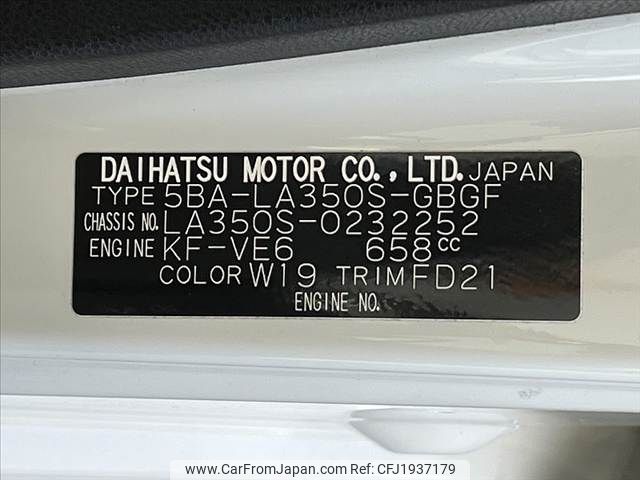 DAIHATSU MOTOR CO., LTD. JAPAN
TYPE 5BA-LA350S-GBGF
CHASSIS NO. LA350S-0232252
ENGINE KF-VE6 658cc
COLOR W19 TRIM FD21
ENGINE NO.
www.CarFromJapan.com | CFJ1937179